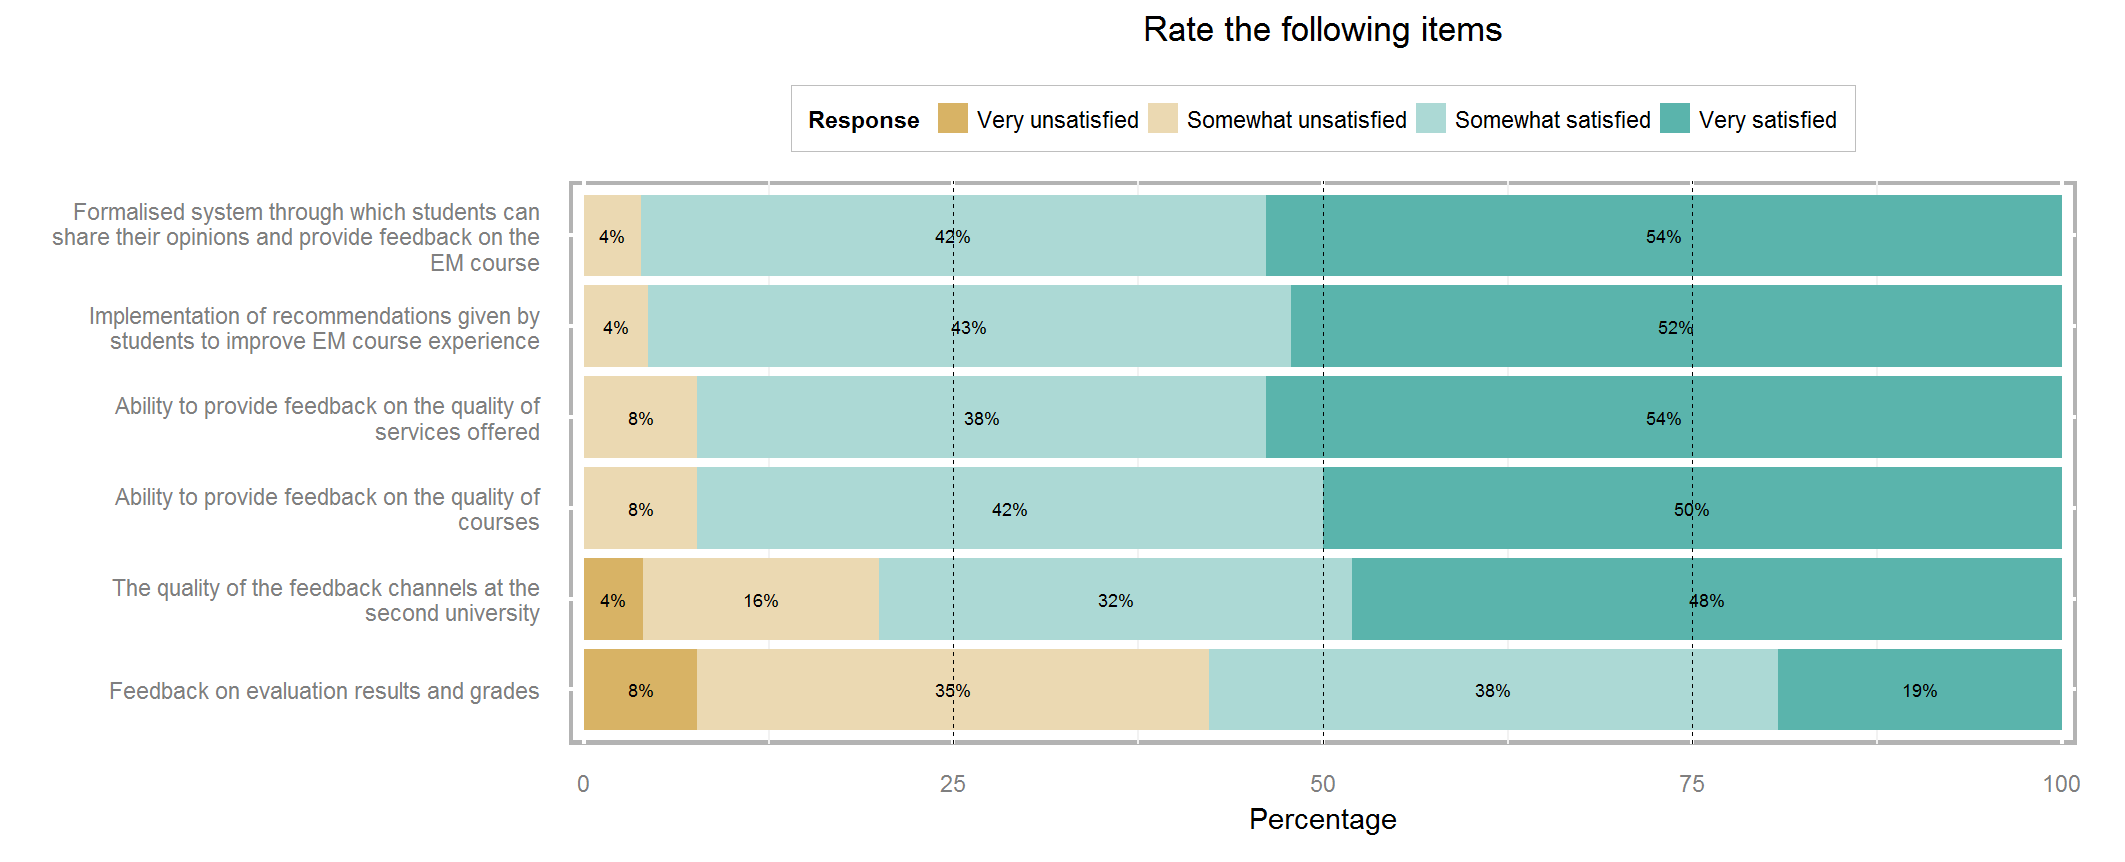 Rate the following items
Response Very unsatisfied Somewhat unsatisfied Somewhat satisfied Very satisfied
Formalised system through which students can
share their opinions and provide feedback on the
EM course
4% 42% 54%
Implementation of recommendations given by
students to improve EM course experience
4% 43% 52%
Ability to provide feedback on the quality of
services offered
8% 38% 54%
Ability to provide feedback on the quality of
courses
8% 42% 50%
The quality of the feedback channels at the
second university
4% 16% 32% 48%
Feedback on evaluation results and grades
8% 35% 38% 19%
0 25 50 75 100
Percentage